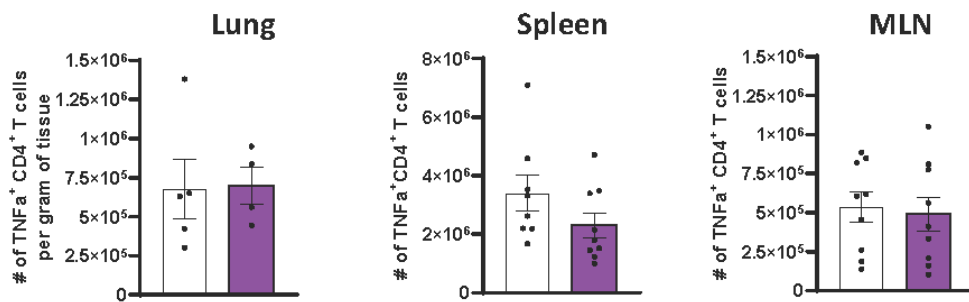 Lung
# of TNFa⁺ CD4⁺ T cells
per gram of tissue
1.5×10⁶
1.25×10⁶
1×10⁶
7.5×10⁵
5×10⁵
2.5×10⁵
0
Spleen
# of TNFa⁺CD4⁺ T cells
8×10⁶
6×10⁶
4×10⁶
2×10⁶
0
MLN
# of TNFa⁺ CD4⁺ T cells
1.5×10⁶
1.25×10⁶
1×10⁶
7.5×10⁵
5×10⁵
2.5×10⁵
0